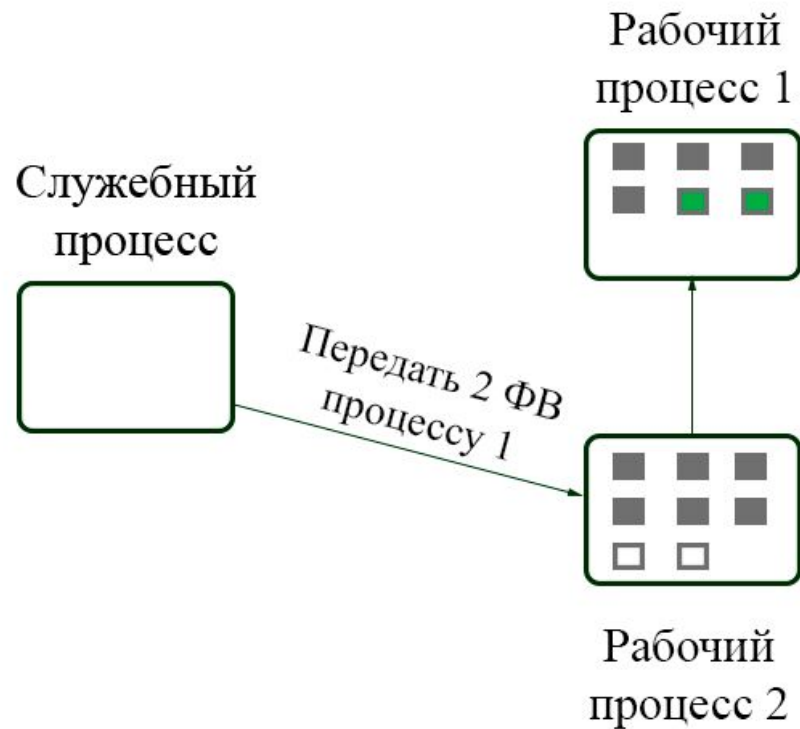 Рабочий
процесс 1
Служебный
процесс
Передать 2 ФВ
процессу 1
Рабочий
процесс 2